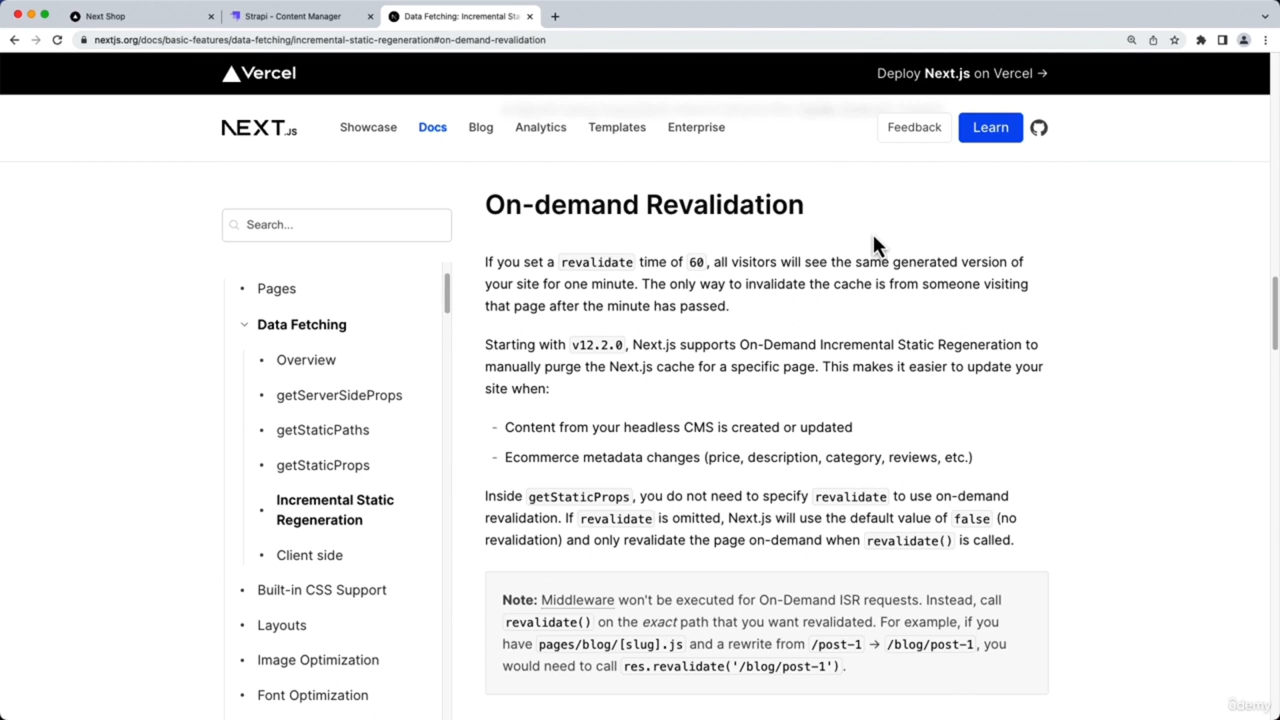 Next Shop
Strapi - Content Manager
Data Fetching: Incremental Sta
nextjs.org/docs/basic-features/data-fetching/incremental-static-regeneration#on-demand-revalidation
Vercel
Deploy Next.js on Vercel →
NEXT.JS
Showcase
Docs
Blog
Analytics
Templates
Enterprise
Feedback
Learn
Search...
Pages
Data Fetching
Overview
getServerSideProps
getStaticPaths
getStaticProps
Incremental Static
Regeneration
Client side
Built-in CSS Support
Layouts
Image Optimization
Font Optimization
On-demand Revalidation
If you set a revalidate time of 60, all visitors will see the same generated version of
your site for one minute. The only way to invalidate the cache is from someone visiting
that page after the minute has passed.
Starting with v12.2.0, Next.js supports On-Demand Incremental Static Regeneration to
manually purge the Next.js cache for a specific page. This makes it easier to update your
site when:
- Content from your headless CMS is created or updated
- Ecommerce metadata changes (price, description, category, reviews, etc.)
Inside getStaticProps, you do not need to specify revalidate to use on-demand
revalidation. If revalidate is omitted, Next.js will use the default value of false (no
revalidation) and only revalidate the page on-demand when revalidate() is called.
Note: Middleware won't be executed for On-Demand ISR requests. Instead, call
revalidate() on the exact path that you want revalidated. For example, if you
have pages/blog/[slug].js and a rewrite from /post-1 → /blog/post-1, you
would need to call res.revalidate('/blog/post-1').
ûdemy